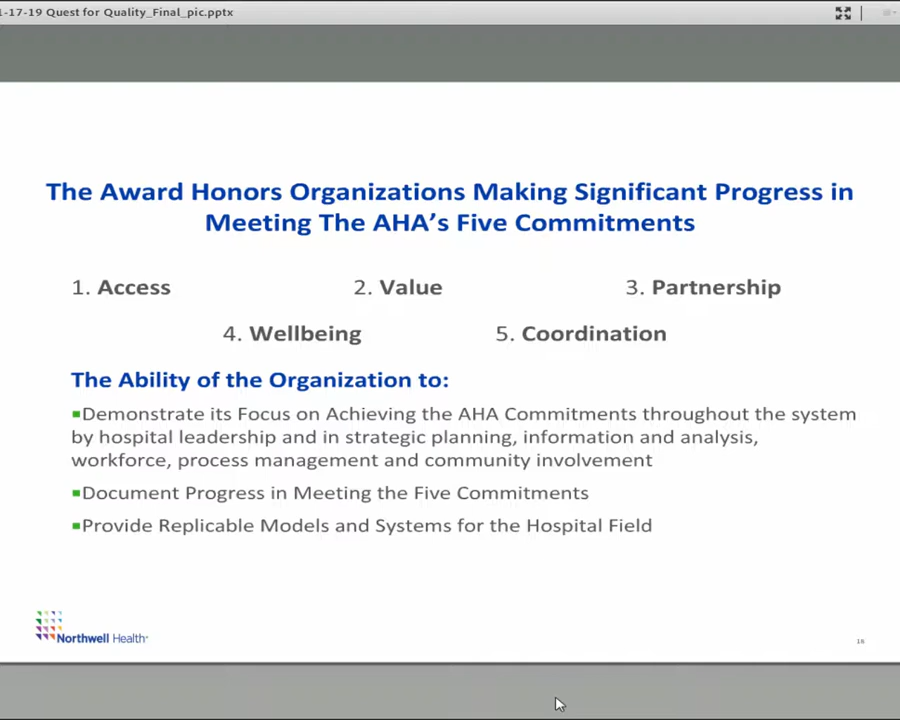 1-17-19 Quest for Quality_Final_pic.pptx
The Award Honors Organizations Making Significant Progress in
Meeting The AHA's Five Commitments
1. Access 2. Value 3. Partnership
4. Wellbeing 5. Coordination
The Ability of the Organization to:
▪Demonstrate its Focus on Achieving the AHA Commitments throughout the system
by hospital leadership and in strategic planning, information and analysis,
workforce, process management and community involvement
▪Document Progress in Meeting the Five Commitments
▪Provide Replicable Models and Systems for the Hospital Field
Northwell Health
16